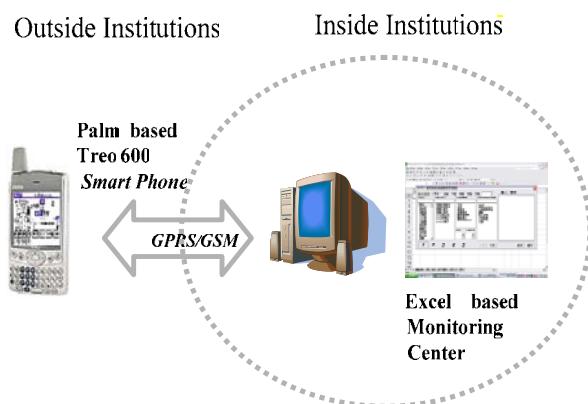 Outside Institutions
Inside Institutions
Palm based
Treo 600
Smart Phone
GPRS/GSM
Excel based
Monitoring
Center